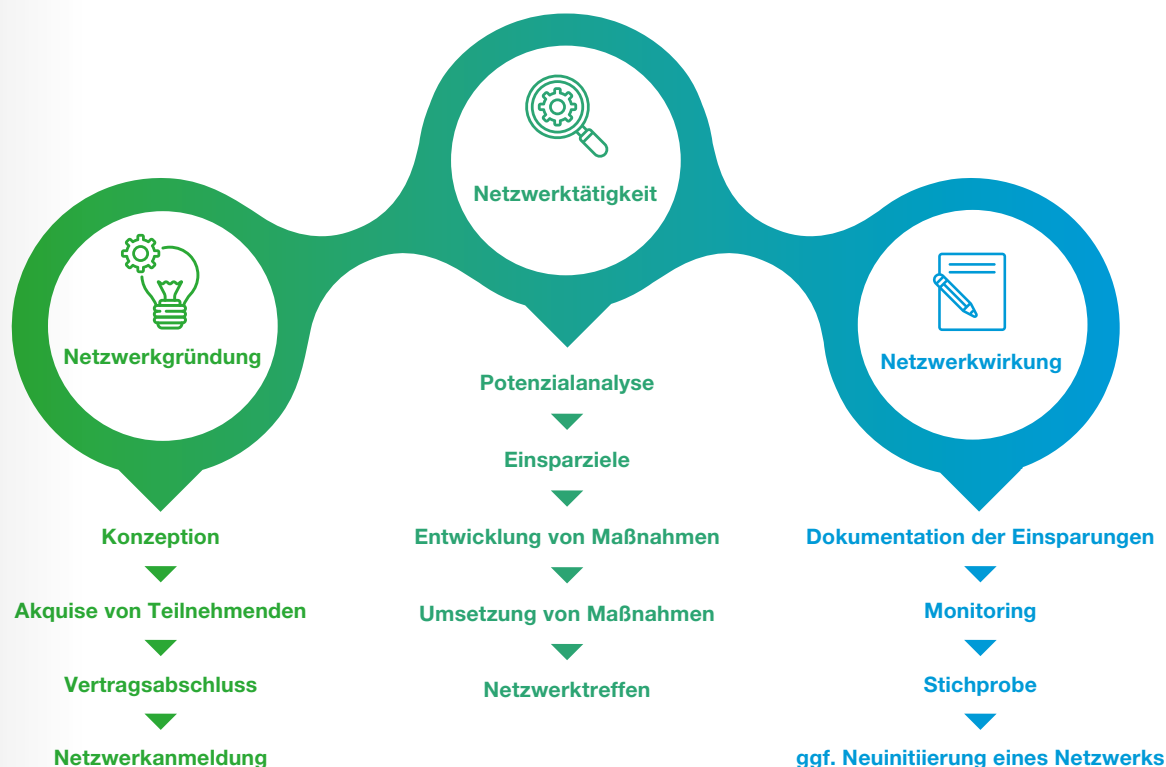 Netzwerkgründung
Konzeption
Akquise von Teilnehmenden
Vertragsabschluss
Netzwerkanmeldung
Netzwerktätigkeit
Potenzialanalyse
Einsparziele
Entwicklung von Maßnahmen
Umsetzung von Maßnahmen
Netzwerktreffen
Netzwerkwirkung
Dokumentation der Einsparungen
Monitoring
Stichprobe
ggf. Neuinitiierung eines Netzwerks